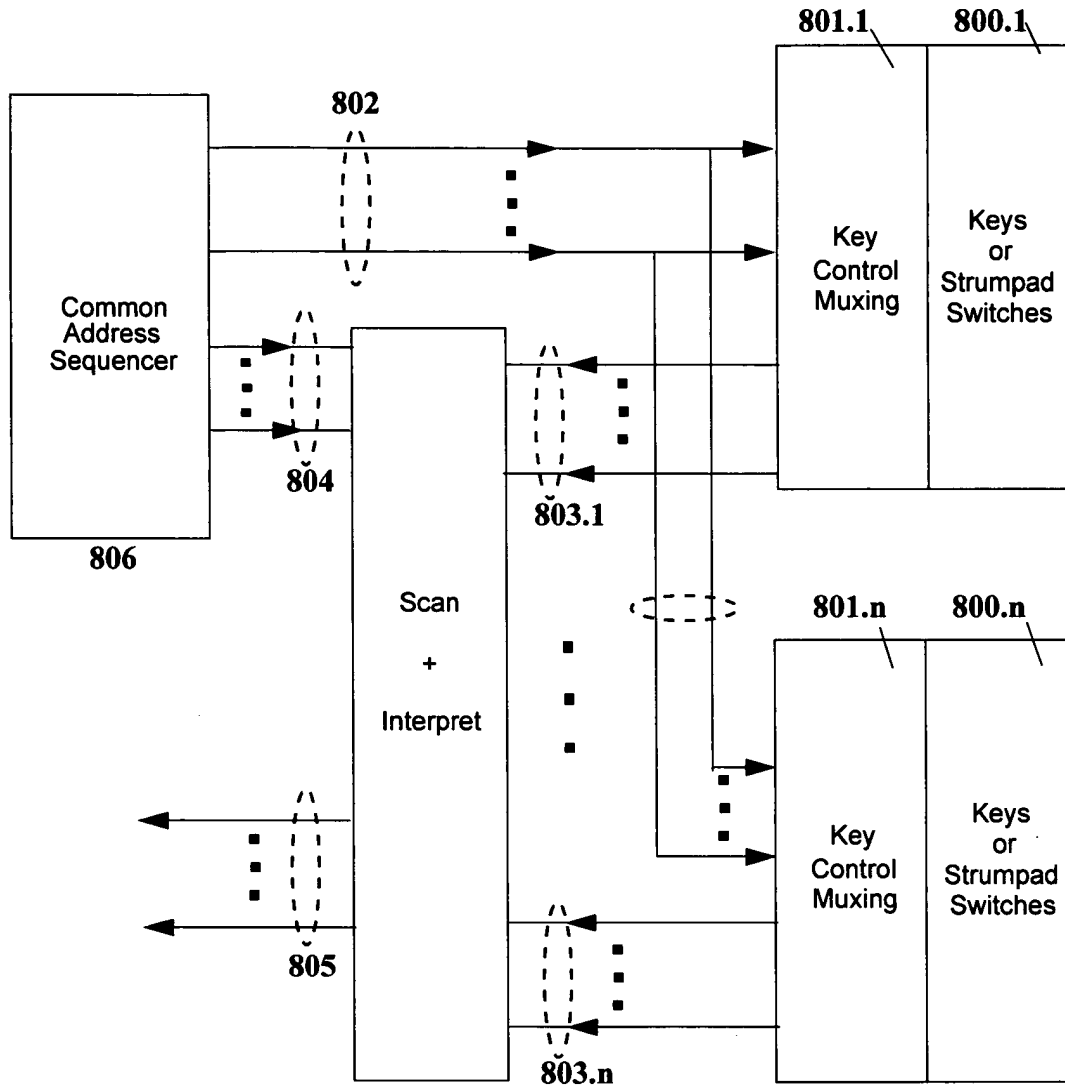 801.1 800.1
802
Common
Address
Sequencer
Key
Control
Muxing
Keys
or
Strumpad
Switches
804
803.1
806
Scan
+
Interpret
801.n 800.n
Key
Control
Muxing
Keys
or
Strumpad
Switches
805
803.n